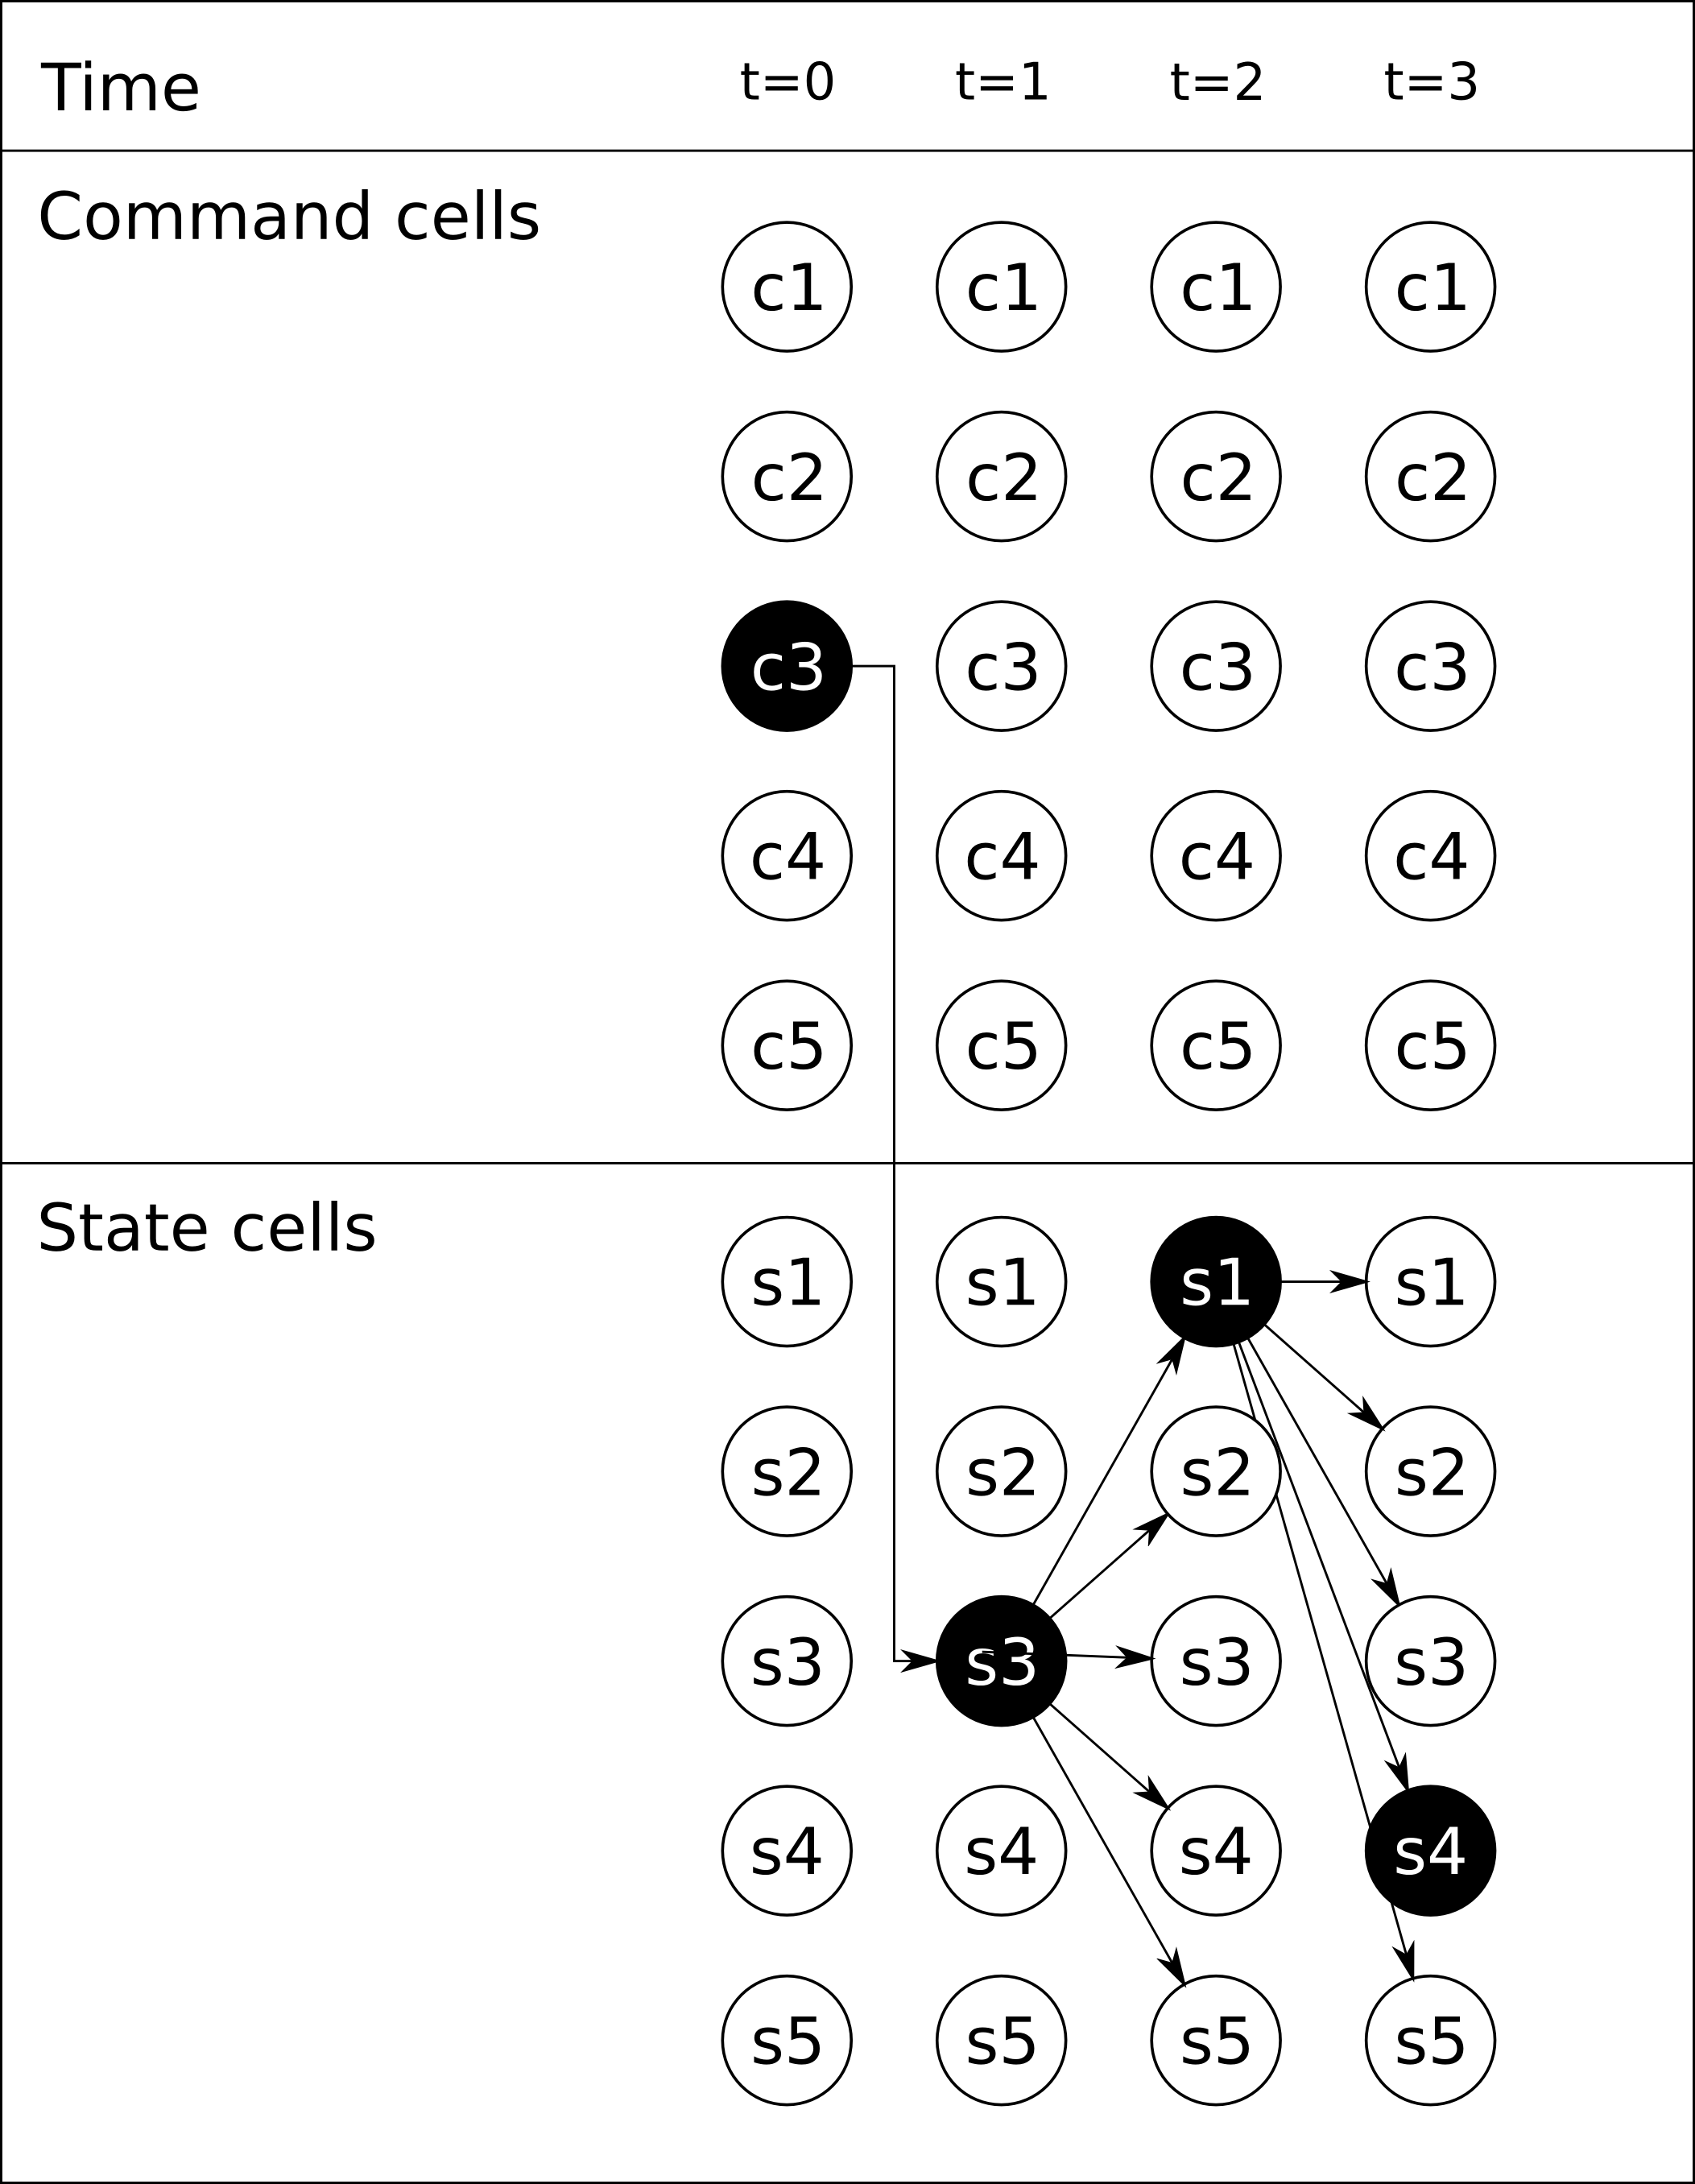 Time t=0 t=1 t=2 t=3
Command cells
c1 c1 c1 c1
c2 c2 c2 c2
c3 c3 c3 c3
c4 c4 c4 c4
c5 c5 c5 c5
State cells
s1 s1 s1 s1
s2 s2 s2 s2
s3 s3 s3 s3
s4 s4 s4 s4
s5 s5 s5 s5